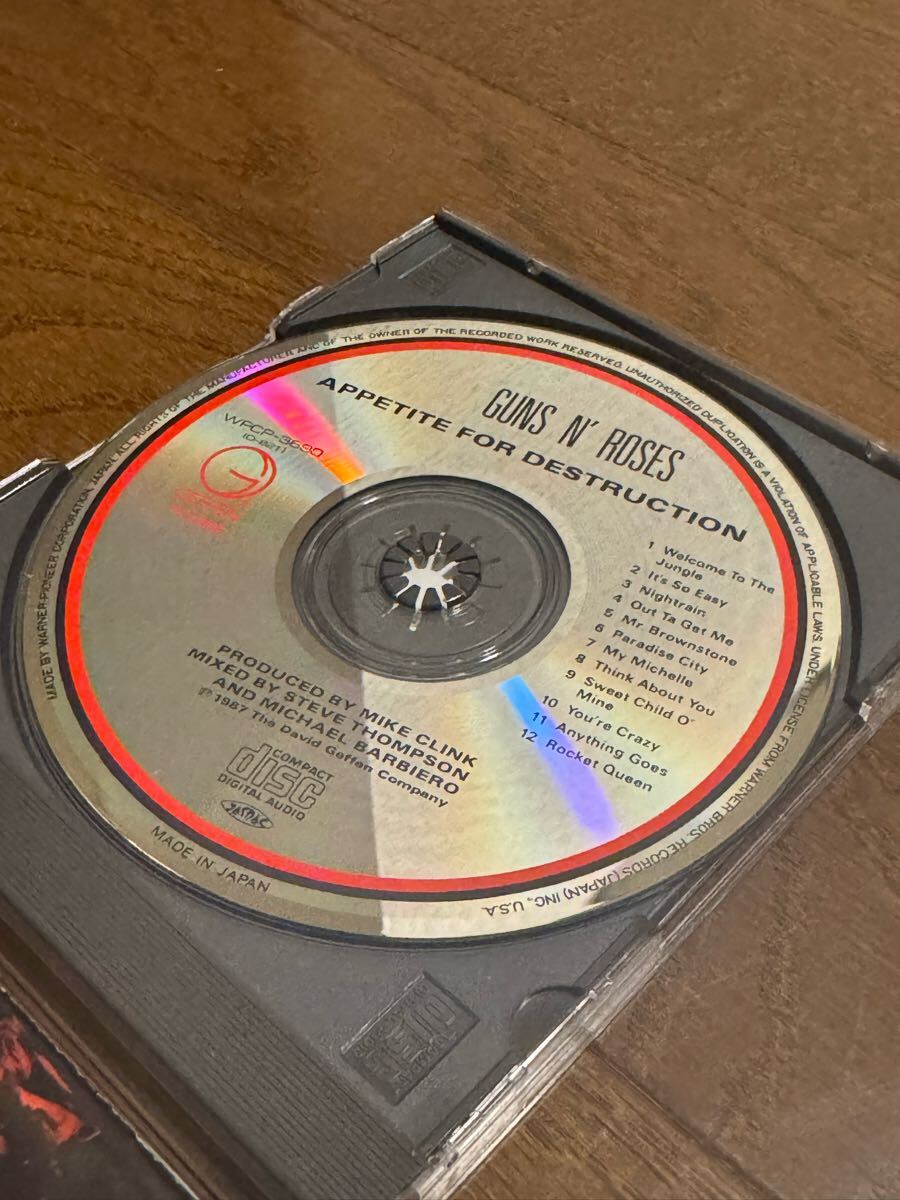 GUNS N' ROSES
APPETITE FOR DESTRUCTION
WPCP-3690
(D-8211)
G
1 Welcome To The
Jungle
2 It's So Easy
3 Nightrain
4 Out Ta Get Me
5 Mr Brownstone
6 Paradise City
7 My Michelle
8 Think About You
9 Sweet Child O'
Mine
10 You're Crazy
11 Anything Goes
12 Rocket Queen
PRODUCED BY MIKE CLINK
MIXED BY STEVE THOMPSON
AND MICHAEL BARBIERO
℗ 1987 The David Geffen Company
COMPACT
disc
DIGITAL AUDIO
JASRAC
MADE BY WARNER-PIONEER CORPORATION, JAPAN. ALL RIGHTS OF THE MANUFACTURER AND OF THE OWNER OF THE RECORDED WORK RESERVED. UNAUTHORIZED DUPLICATION IS A VIOLATION OF APPLICABLE LAWS. UNDER LICENSE FROM WARNER BROS. RECORDS (JAPAN) INC., U.S.A.
MADE IN JAPAN